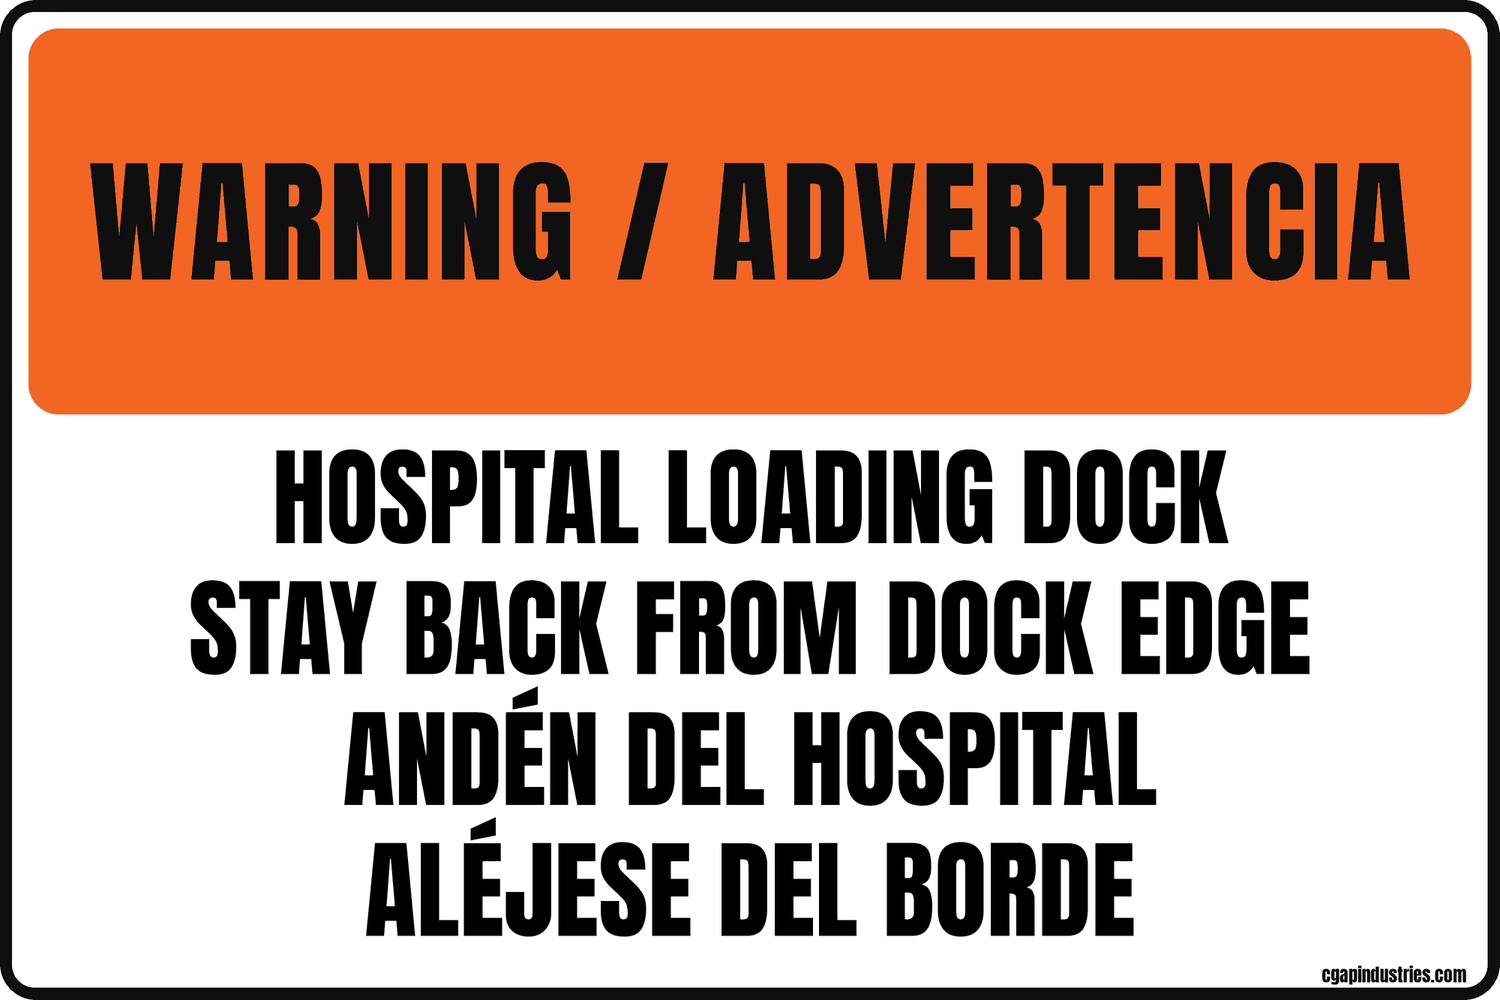 WARNING / ADVERTENCIA
HOSPITAL LOADING DOCK
STAY BACK FROM DOCK EDGE
ANDÉN DEL HOSPITAL
ALÉJESE DEL BORDE
cgapindustries.com